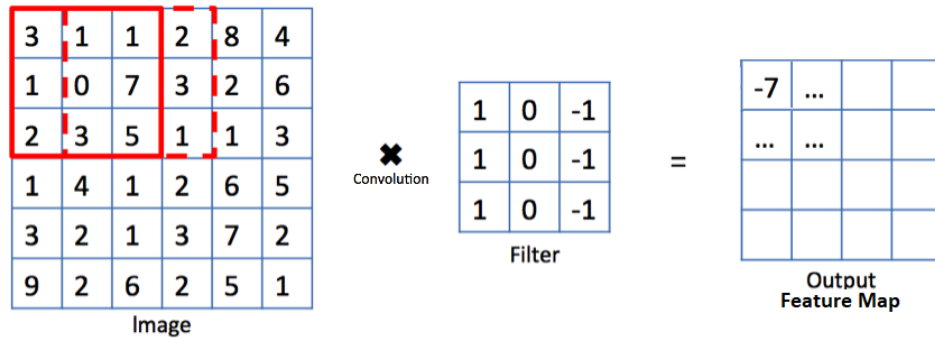 3 1 1 2 8 4
1 0 7 3 2 6
2 3 5 1 1 3
1 4 1 2 6 5
3 2 1 3 7 2
9 2 6 2 5 1
Image
Convolution
1 0 -1
1 0 -1
1 0 -1
Filter
=
-7 ...
... ...
Output
Feature Map